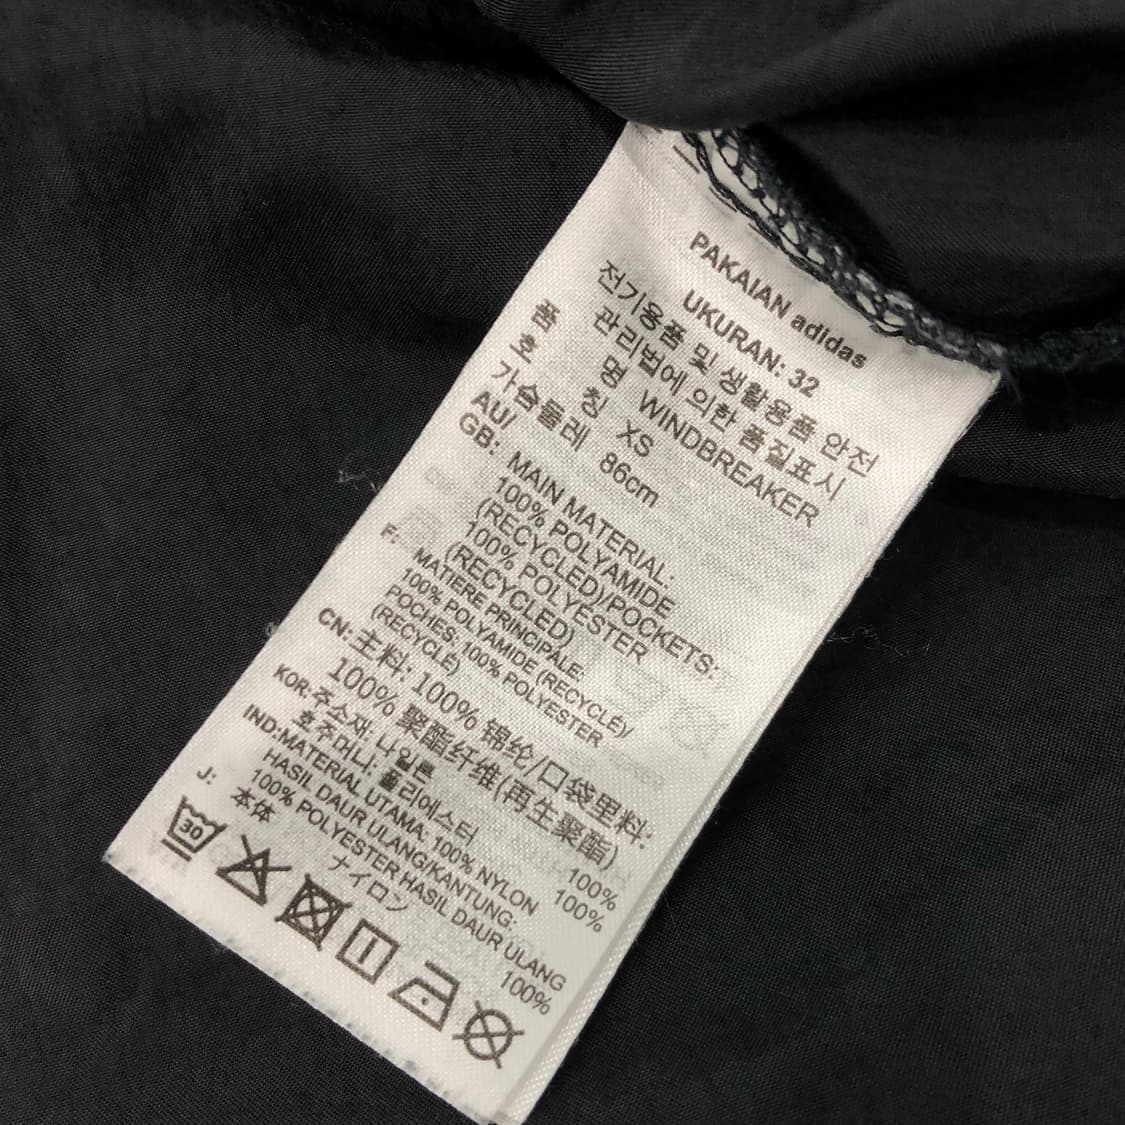 PAKAIAN adidas
UKURAN: 32
전기용품 및 생활용품 안전
관리법에 의한 품질표시
품 명 WINDBREAKER
호 칭 XS
가슴둘레 86cm
AU/
GB: MAIN MATERIAL:
100% POLYAMIDE
(RECYCLED)/POCKETS:
100% POLYESTER
(RECYCLED)
F: MATIERE PRINCIPALE:
100% POLYAMIDE (RECYCLE)/
POCHES: 100% POLYESTER
(RECYCLE)
CN: 主料: 100% 锦纶/口袋里料:
100% 聚酯纤维(再生聚酯)
KOR: 주소재 나일론 100%
호주머니: 폴리에스터 100%
IND: MATERIAL UTAMA: 100% NYLON
HASIL DAUR ULANG/KANTUNG:
100% POLYESTER HASIL DAUR ULANG
J: 本体
ナイロン 100%
30